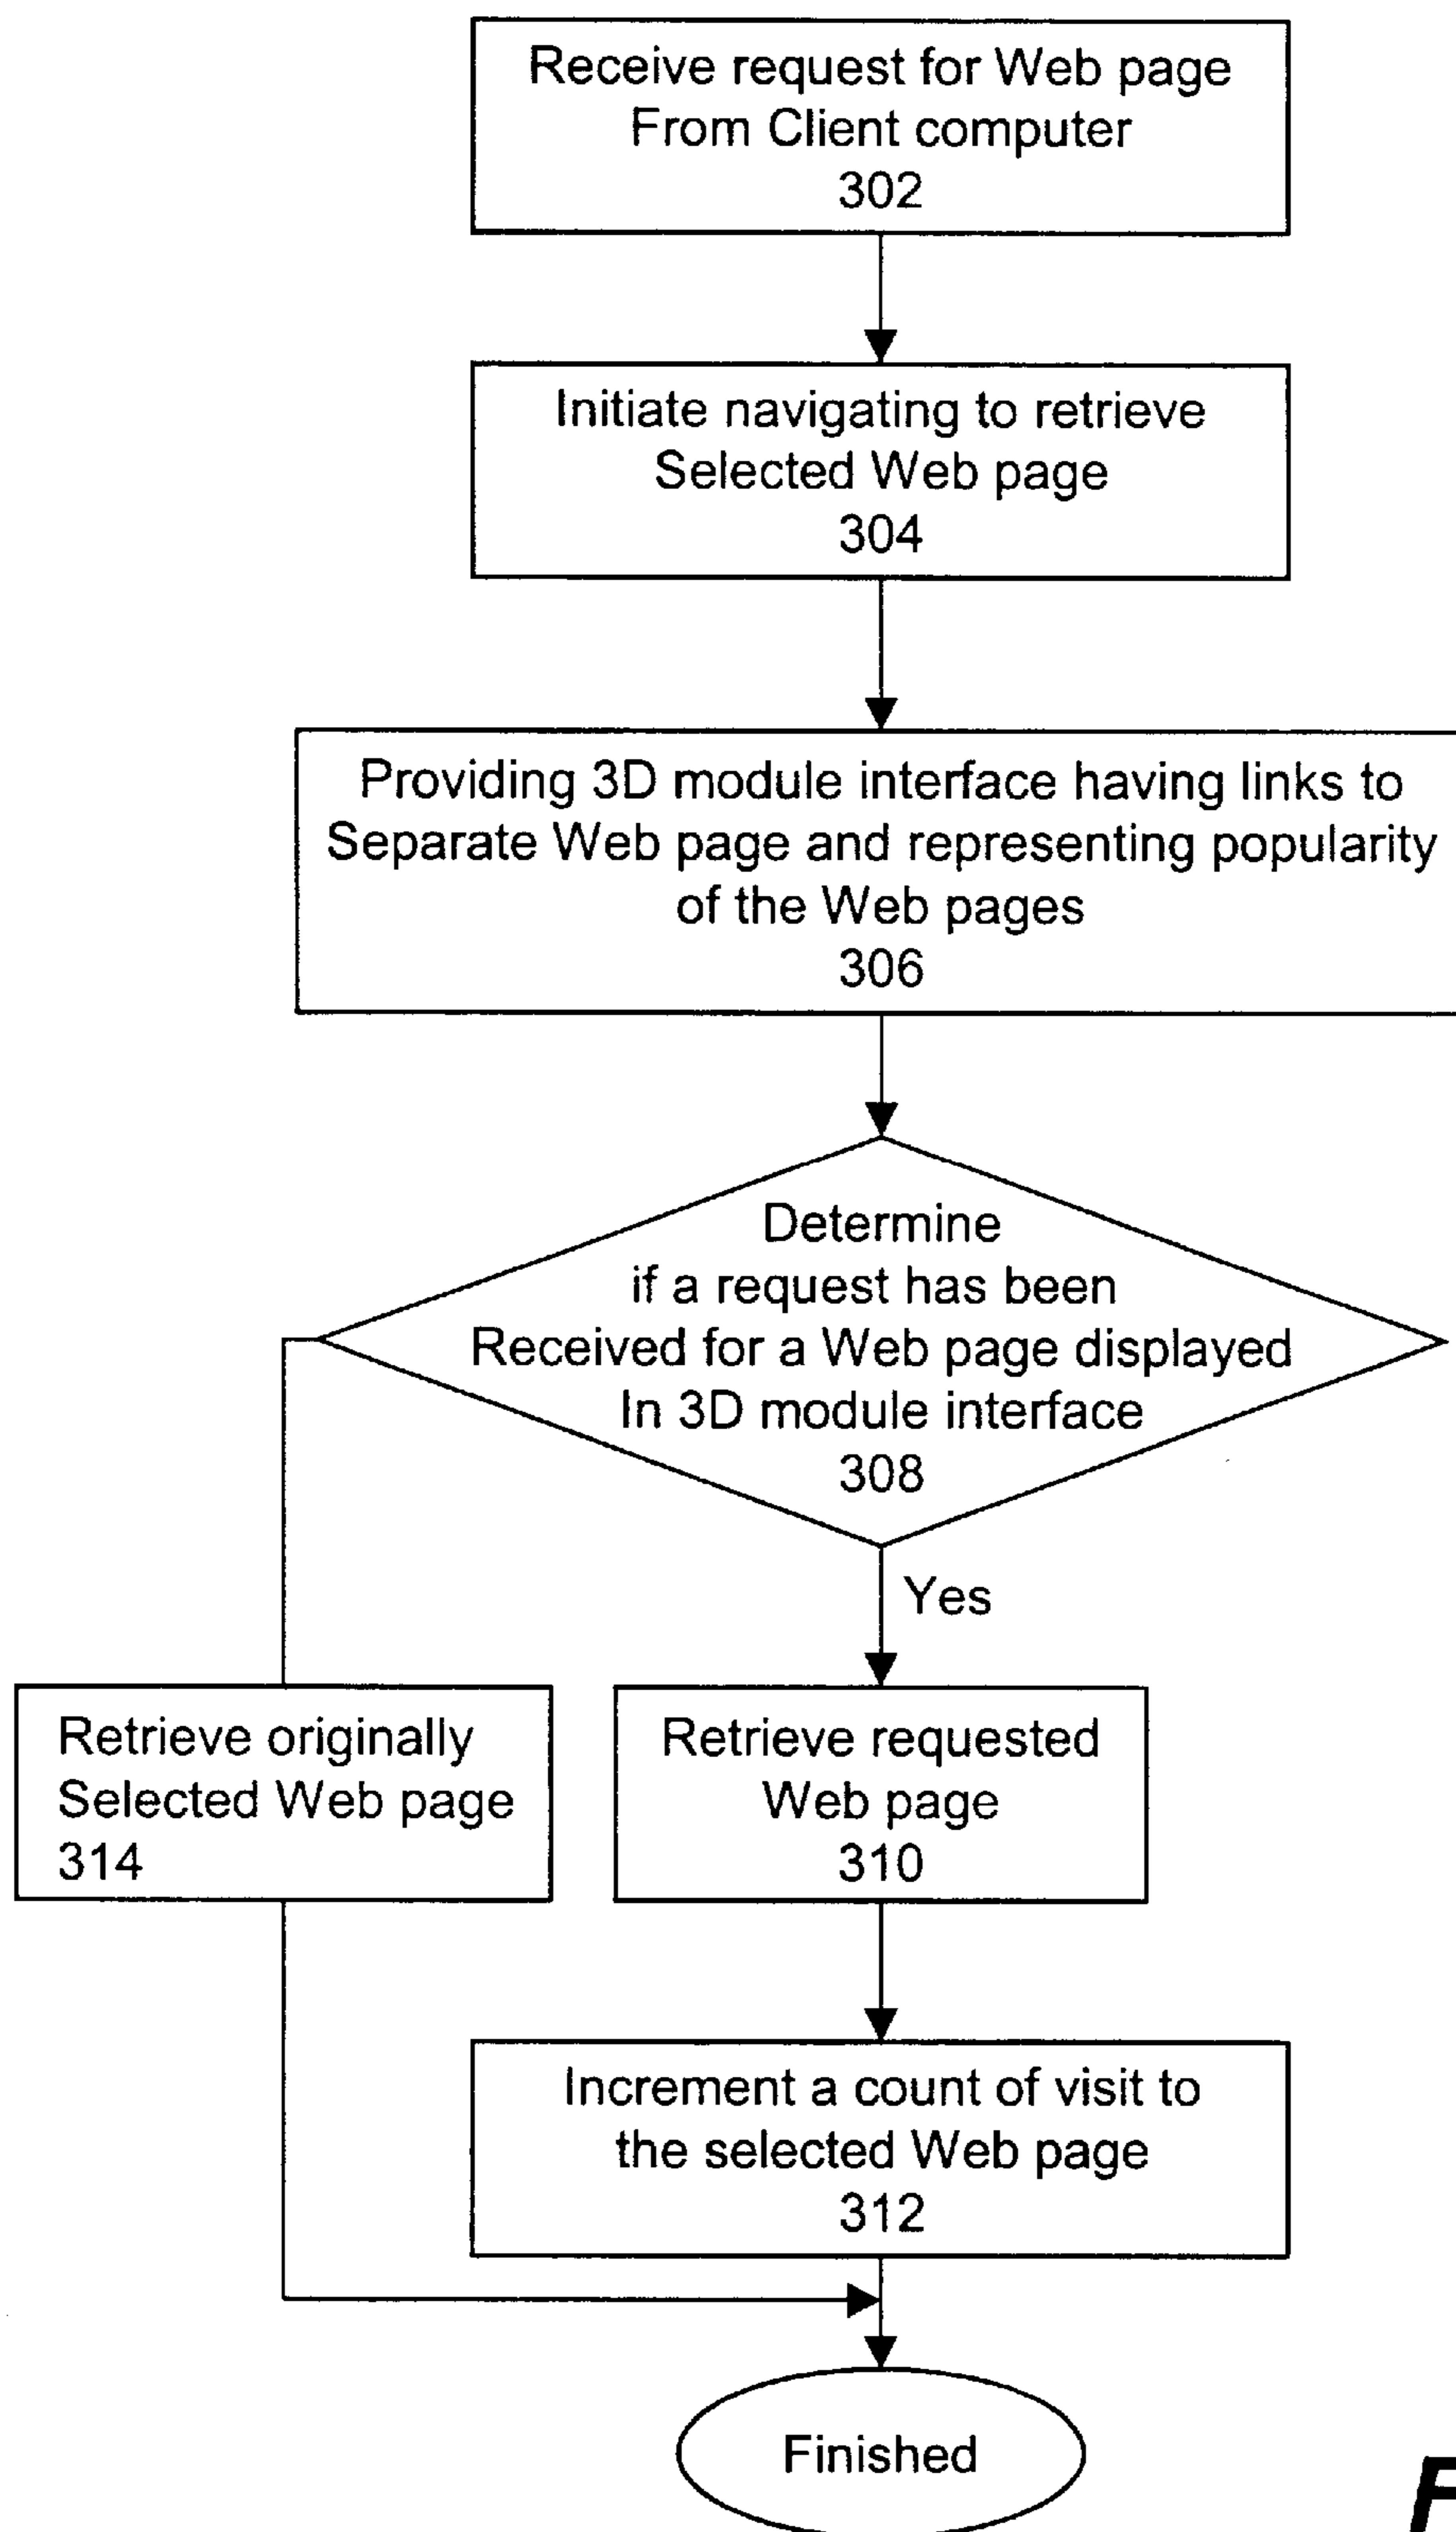 Receive request for Web page
From Client computer
302
Initiate navigating to retrieve
Selected Web page
304
Providing 3D module interface having links to
Separate Web page and representing popularity
of the Web pages
306
Determine
if a request has been
Received for a Web page displayed
In 3D module interface
308
Yes
Retrieve originally
Selected Web page
314
Retrieve requested
Web page
310
Increment a count of visit to
the selected Web page
312
Finished